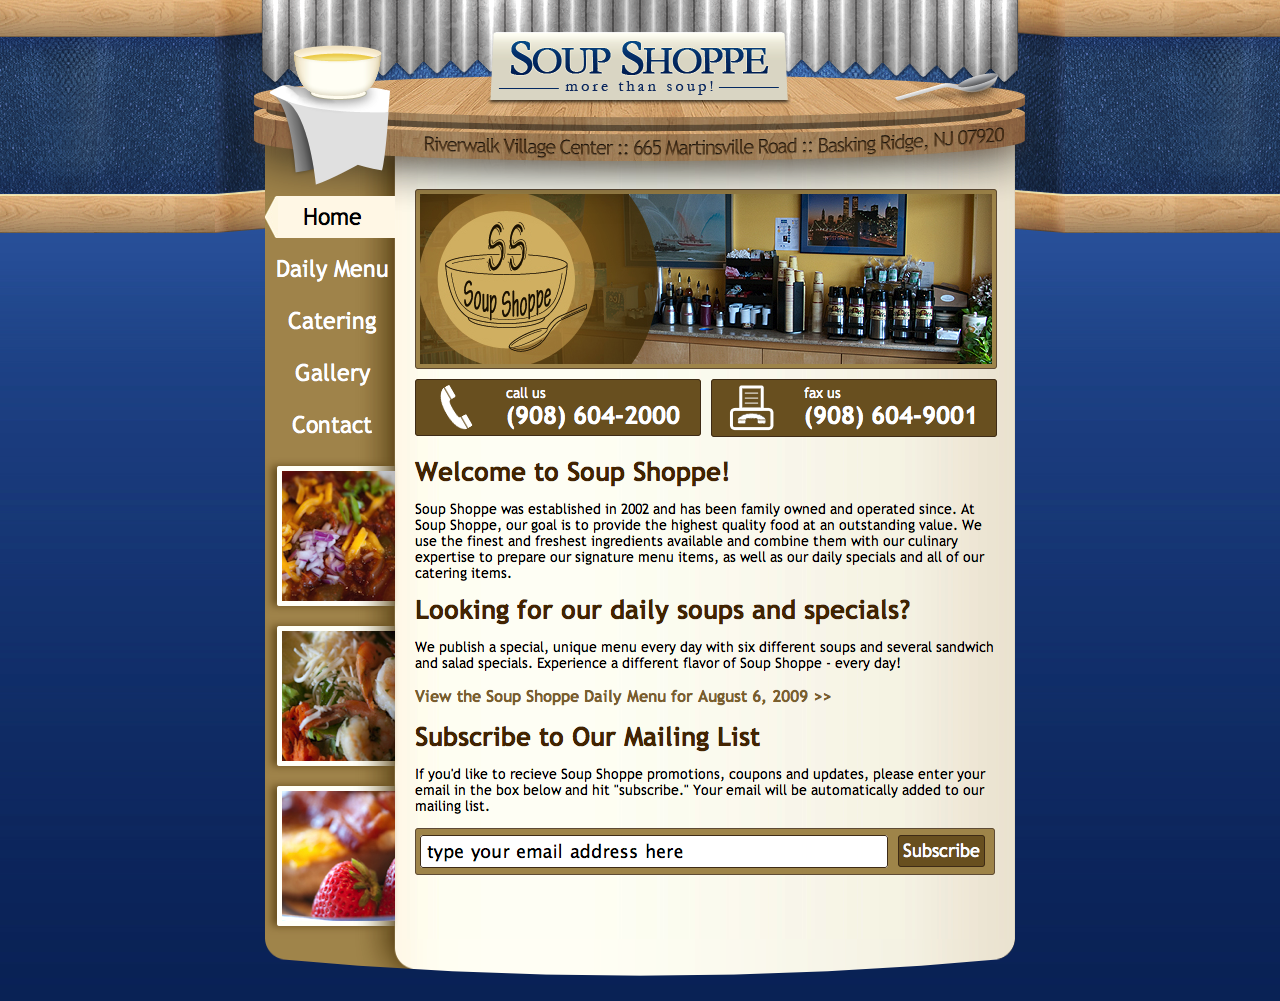 SOUP SHOPPE
more than soup!
Riverwalk Village Center :: 665 Martinsville Road :: Basking Ridge, NJ 07920
Home
Daily Menu
Catering
Gallery
Contact
SS
Soup Shoppe
call us
(908) 604-2000
fax us
(908) 604-9001
Welcome to Soup Shoppe!
Soup Shoppe was established in 2002 and has been family owned and operated since. At
Soup Shoppe, our goal is to provide the highest quality food at an outstanding value. We
use the finest and freshest ingredients available and combine them with our culinary
expertise to prepare our signature menu items, as well as our daily specials and all of our
catering items.
Looking for our daily soups and specials?
We publish a special, unique menu every day with six different soups and several sandwich
and salad specials. Experience a different flavor of Soup Shoppe - every day!
View the Soup Shoppe Daily Menu for August 6, 2009 >>
Subscribe to Our Mailing List
If you'd like to recieve Soup Shoppe promotions, coupons and updates, please enter your
email in the box below and hit "subscribe." Your email will be automatically added to our
mailing list.
type your email address here
Subscribe